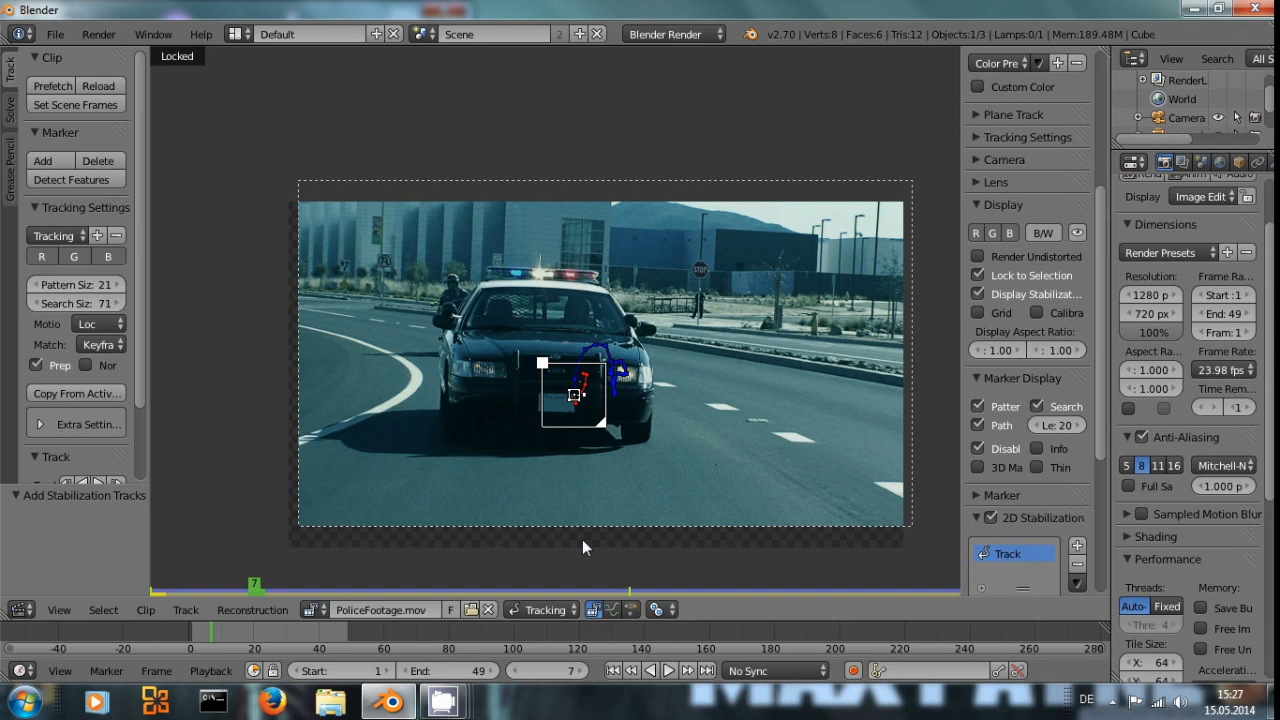 Blender
File Render Window Help Default Scene 2 Blender Render v2.70 | Verts:8 | Faces:6 | Tris:12 | Objects:1/3 | Lamps:0/1 | Mem:189.48M | Cube
Track
Solve
Grease Pencil
Clip
Prefetch Reload
Set Scene Frames
Marker
Add Delete
Detect Features
Tracking Settings
Tracking
R G B
Pattern Siz: 21
Search Siz: 71
Motio Loc
Match: Keyfra
Prep Nor
Copy From Activ...
Extra Settin...
Track
Add Stabilization Tracks
Locked
STOP
7
Color Pre
Custom Color
Plane Track
Tracking Settings
Camera
Lens
Display
R G B B/W
Render Undistorted
Lock to Selection
Display Stabilizat...
Grid Calibra
Display Aspect Ratio:
: 1.00 : 1.00
Marker Display
Patter Search
Path Le: 20
Disabl Info
3D Ma Thin
Marker
2D Stabilization
Track
View Search All S
RenderL
World
Camera
Display Image Edit
Dimensions
Render Presets
Resolution: Frame Ra...
1280 p Start :1
720 px End: 49
100% Fram: 1
Aspect Ra... Frame Rate:
: 1.000 23.98 fps
: 1.000 Time Rem...
1
Anti-Aliasing
5 8 11 16 Mitchell-N
Full Sa 1.000 p
Sampled Motion Blur
Shading
Performance
Threads: Memory:
Auto- Fixed Save Bu
Thre: 4 Free Im
Tile Size: Free Un
X: 64 Accelerati...
View Select Clip Track Reconstruction PoliceFootage.mov F Tracking
-40 -20 0 20 40 60 80 100 120 140 160 180 200 220 240 260 280
View Marker Frame Playback Start: 1 End: 49 7 No Sync
DE 15:27
15.05.2014